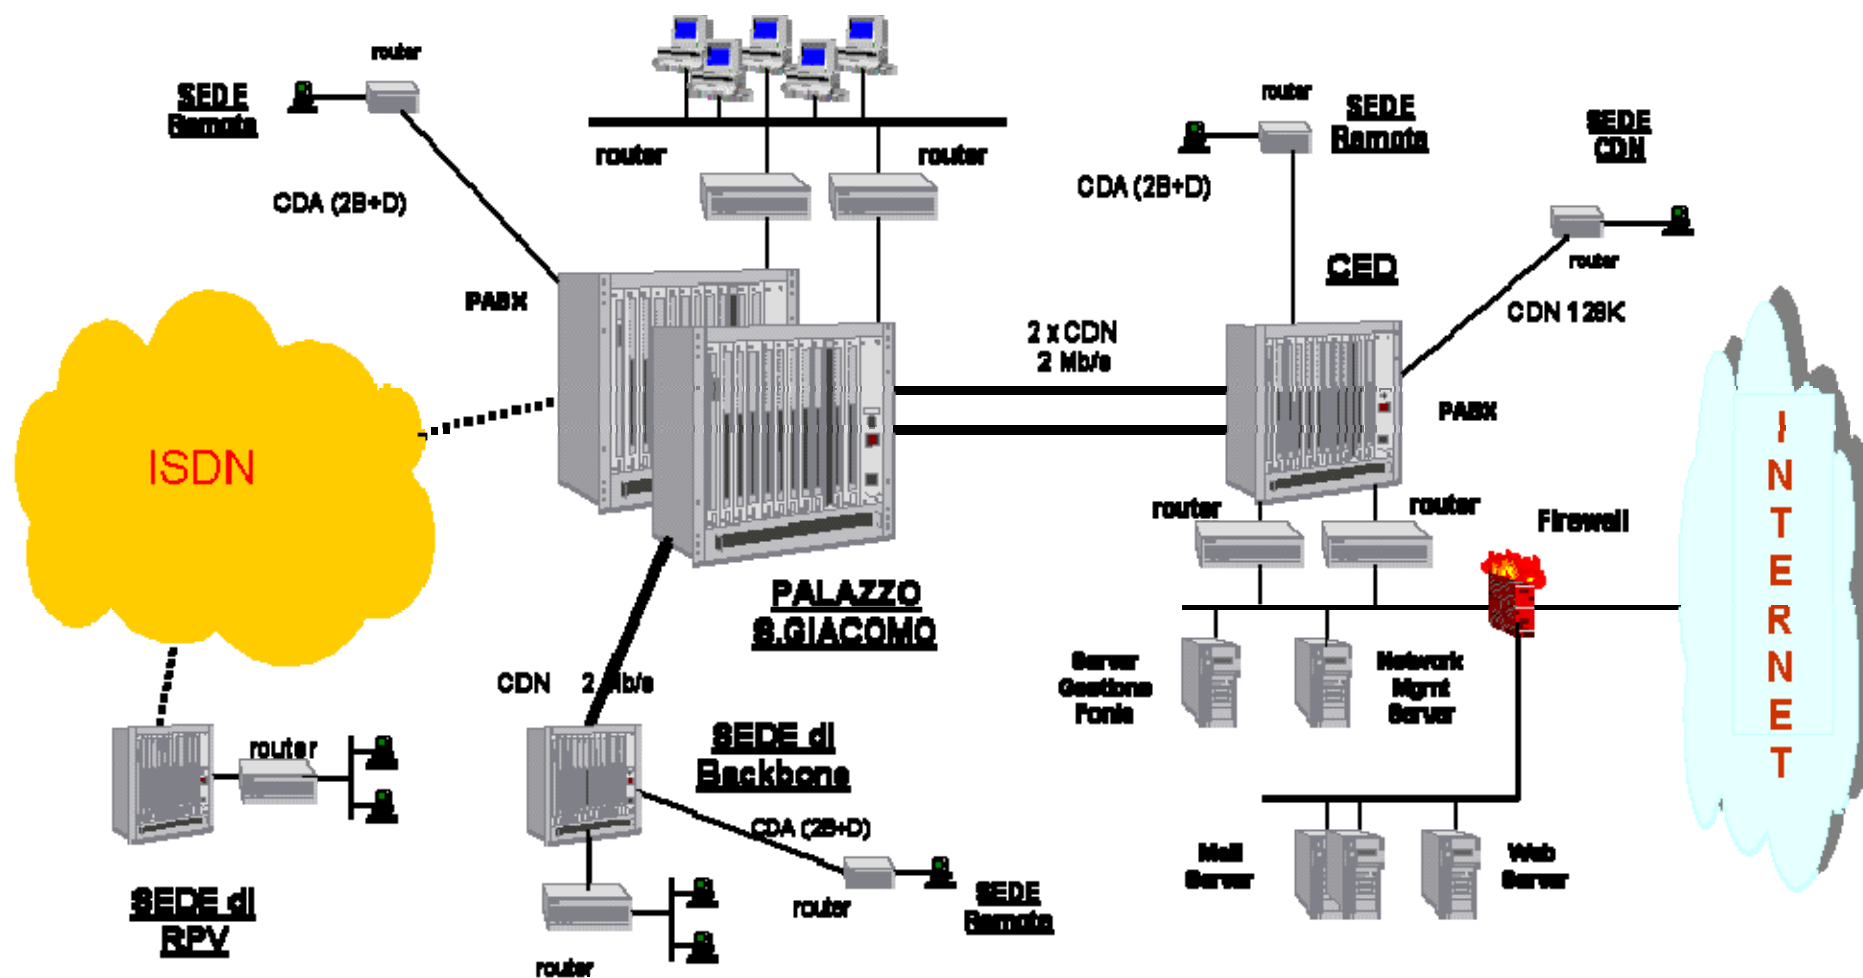 router
SEDE
Remota
CDA (2B+D)
router
router
router
SEDE
Remota
CDA (2B+D)
SEDE
CDN
router
CDN 128K
CED
PABX
2 x CDN
2 Mb/s
PABX
ISDN
INTERNET
router
router
Firewall
PALAZZO
S.GIACOMO
Server
Gestione
Fonia
Network
Mgmt
Server
CDN 2 Mb/s
SEDE di
Backbone
router
CDA (2B+D)
Mail
Server
Web
Server
SEDE di
RPV
router
SEDE
Remota
router